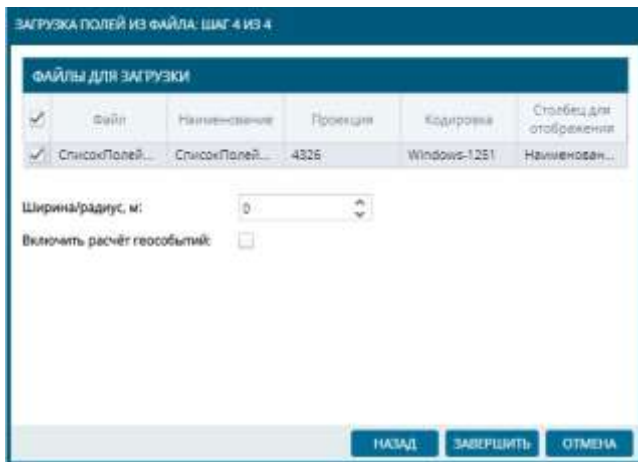 ЗАГРУЗКА ПОЛЕЙ ИЗ ФАЙЛА: ШАГ 4 ИЗ 4
ФАЙЛЫ ДЛЯ ЗАГРУЗКИ
Файл Наименование Проекция Кодировка Столбец для отображения
СписокПолей... СписокПолей... 4326 Windows-1251 Наименован...
Ширина/радиус, м: 0
Включить расчёт геособытий:
НАЗАД ЗАВЕРШИТЬ ОТМЕНА